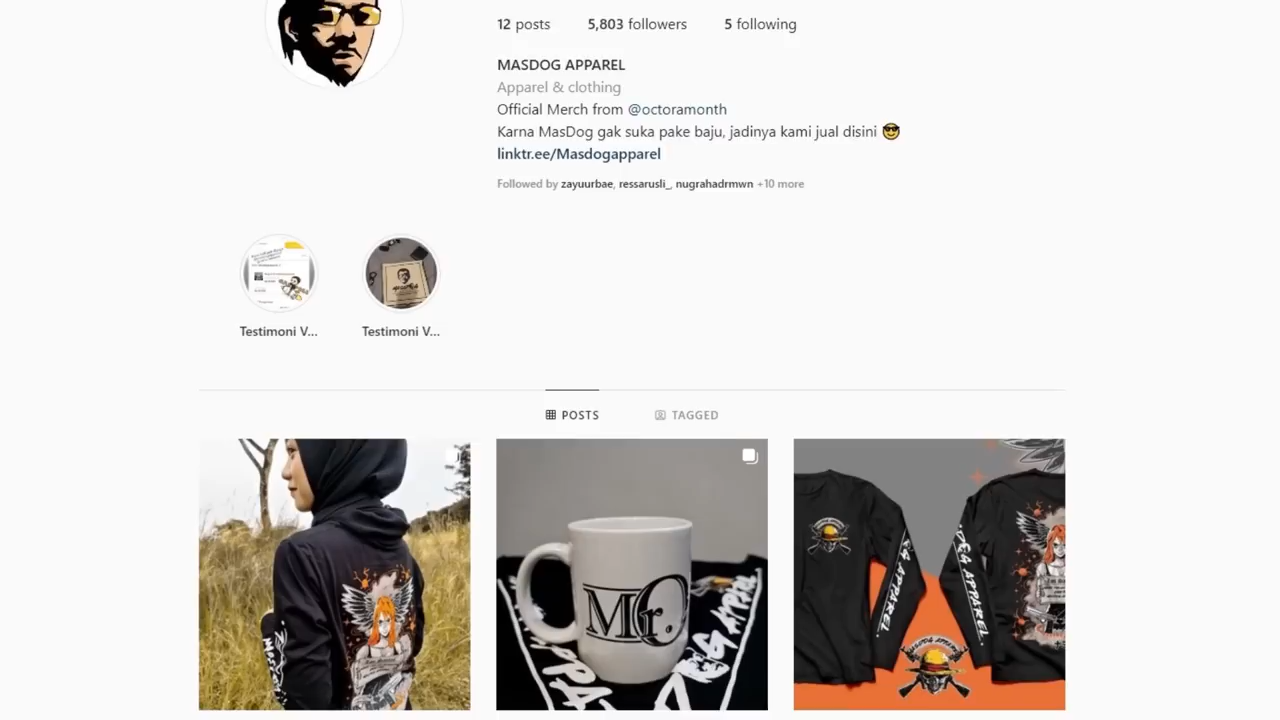 12 posts 5,803 followers 5 following
MASDOG APPAREL
Apparel & clothing
Official Merch from @octoramonth
Karna MasDog gak suka pake baju, jadinya kami jual disini 😎
linktr.ee/Masdogapparel
Followed by zayuurbae, ressarusli_, nugrahadrmwn +10 more
Testimoni V... Testimoni V...
POSTS TAGGED
Mr.O
MASDOG APPAREL